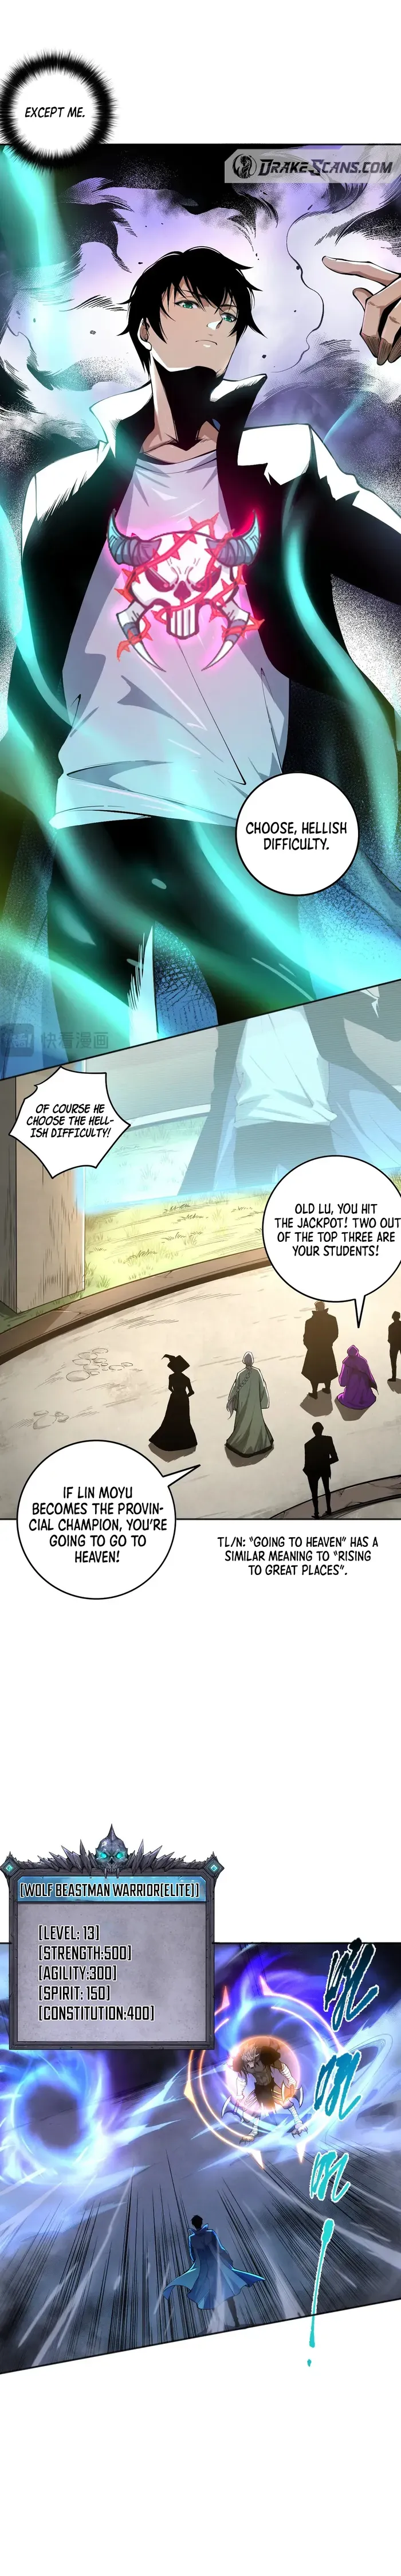 EXCEPT ME.
DRAKESCANS.COM
CHOOSE, HELLISH
DIFFICULTY.
快看漫画
OF COURSE HE
CHOOSE THE HELL-
ISH DIFFICULTY!
OLD LU, YOU HIT
THE JACKPOT! TWO OUT
OF THE TOP THREE ARE
YOUR STUDENTS!
IF LIN MOYU
BECOMES THE PROVIN-
CIAL CHAMPION, YOU'RE
GOING TO GO TO
HEAVEN!
TL/N: "GOING TO HEAVEN" HAS A
SIMILAR MEANING TO "RISING
TO GREAT PLACES".
[WOLF BEASTMAN WARRIOR(ELITE)]
[LEVEL: 13]
[STRENGTH:500]
[AGILITY:300]
[SPIRIT: 150]
[CONSTITUTION:400]